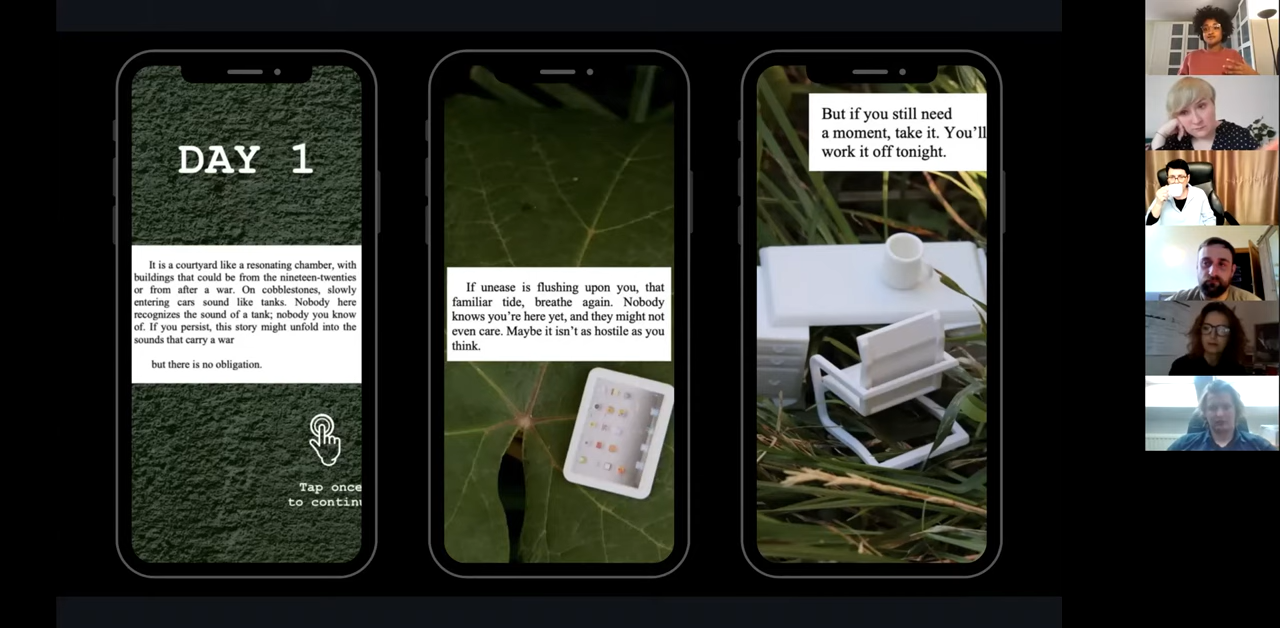 DAY 1
It is a courtyard like a resonating chamber, with
buildings that could be from the nineteen-twenties
or from after a war. On cobblestones, slowly
entering cars sound like tanks. Nobody here
recognizes the sound of a tank; nobody you know
of. If you persist, this story might unfold into the
sounds that carry a war
but there is no obligation.
Tap once
to continu
If unease is flushing upon you, that
familiar tide, breathe again. Nobody
knows you're here yet, and they might not
even care. Maybe it isn't as hostile as you
think.
But if you still need
a moment, take it. You'll
work it off tonight.